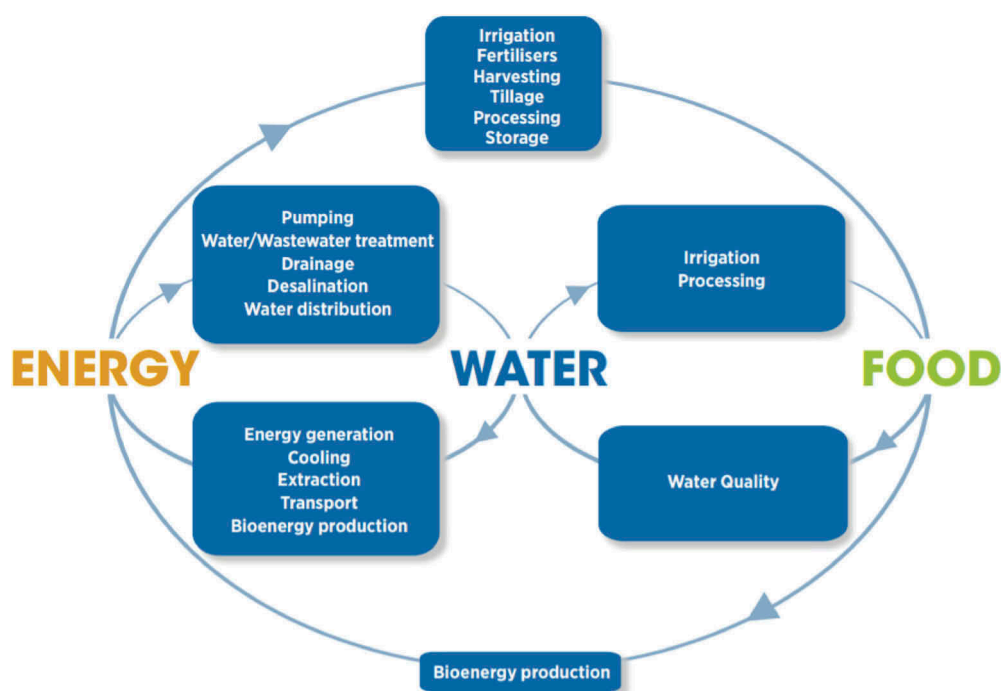 Irrigation
Fertilisers
Harvesting
Tillage
Processing
Storage
Pumping
Water/Wastewater treatment
Drainage
Desalination
Water distribution
Irrigation
Processing
ENERGY
WATER
FOOD
Energy generation
Cooling
Extraction
Transport
Bioenergy production
Water Quality
Bioenergy production